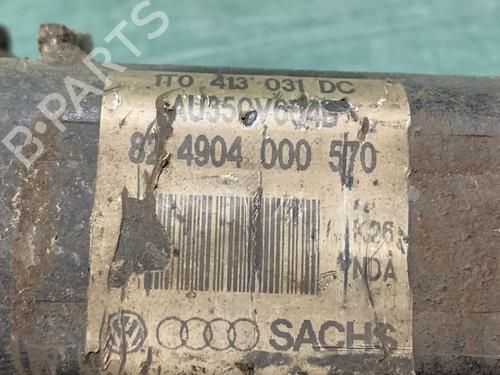 1T0 413 031 DC
82 4904 000 570
K26
NDA
SACHS
B-PARTS